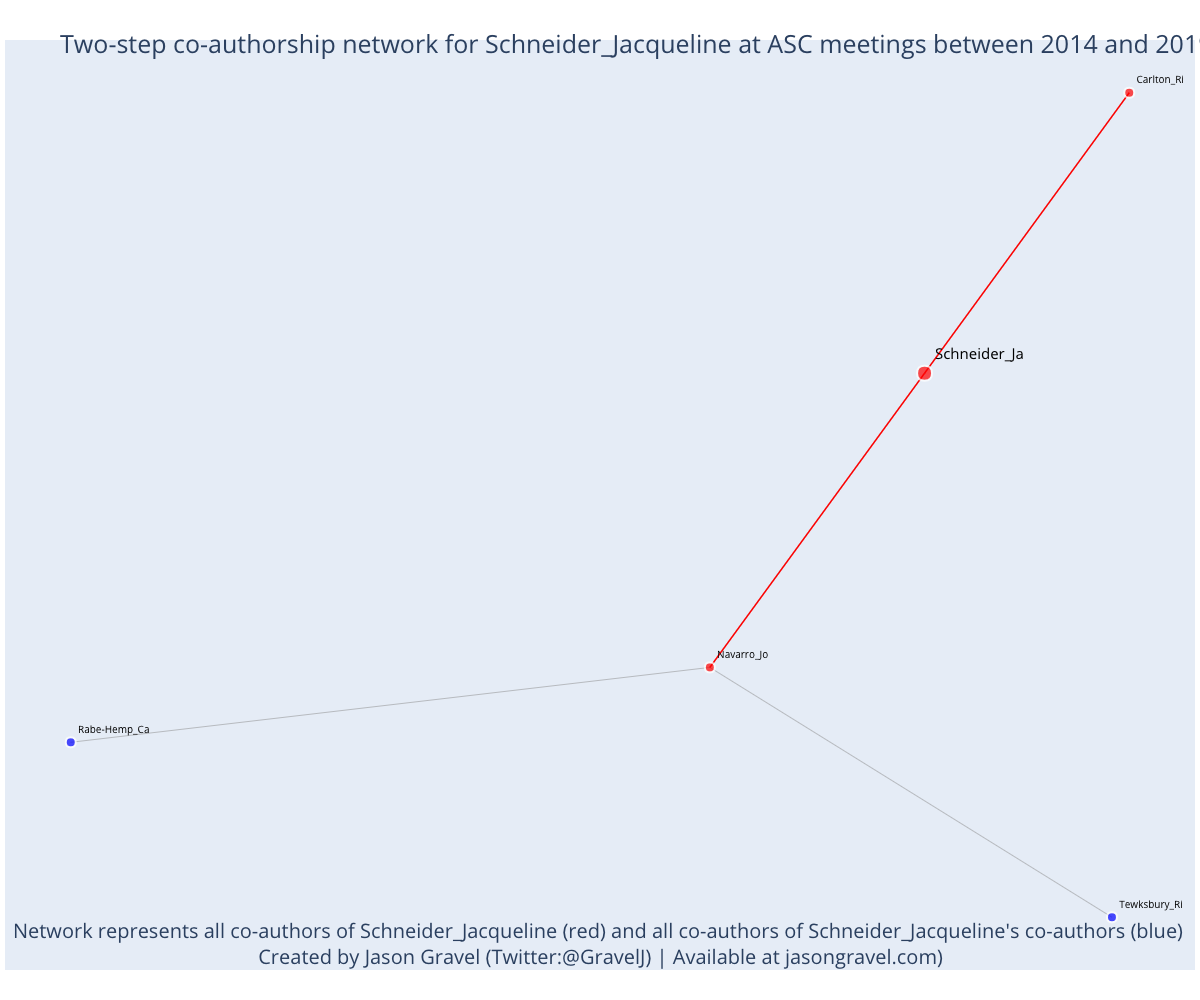 Two-step co-authorship network for Schneider_Jacqueline at ASC meetings between 2014 and
Carlton_Ri
Schneider_Ja
Navarro_Jo
Rabe-Hemp_Ca
Tewksbury_Ri
Network represents all co-authors of Schneider_Jacqueline (red) and all co-authors of Schneider_Jacqueline's co-authors (blue)
Created by Jason Gravel (Twitter:@GravelJ) | Available at jasongravel.com)